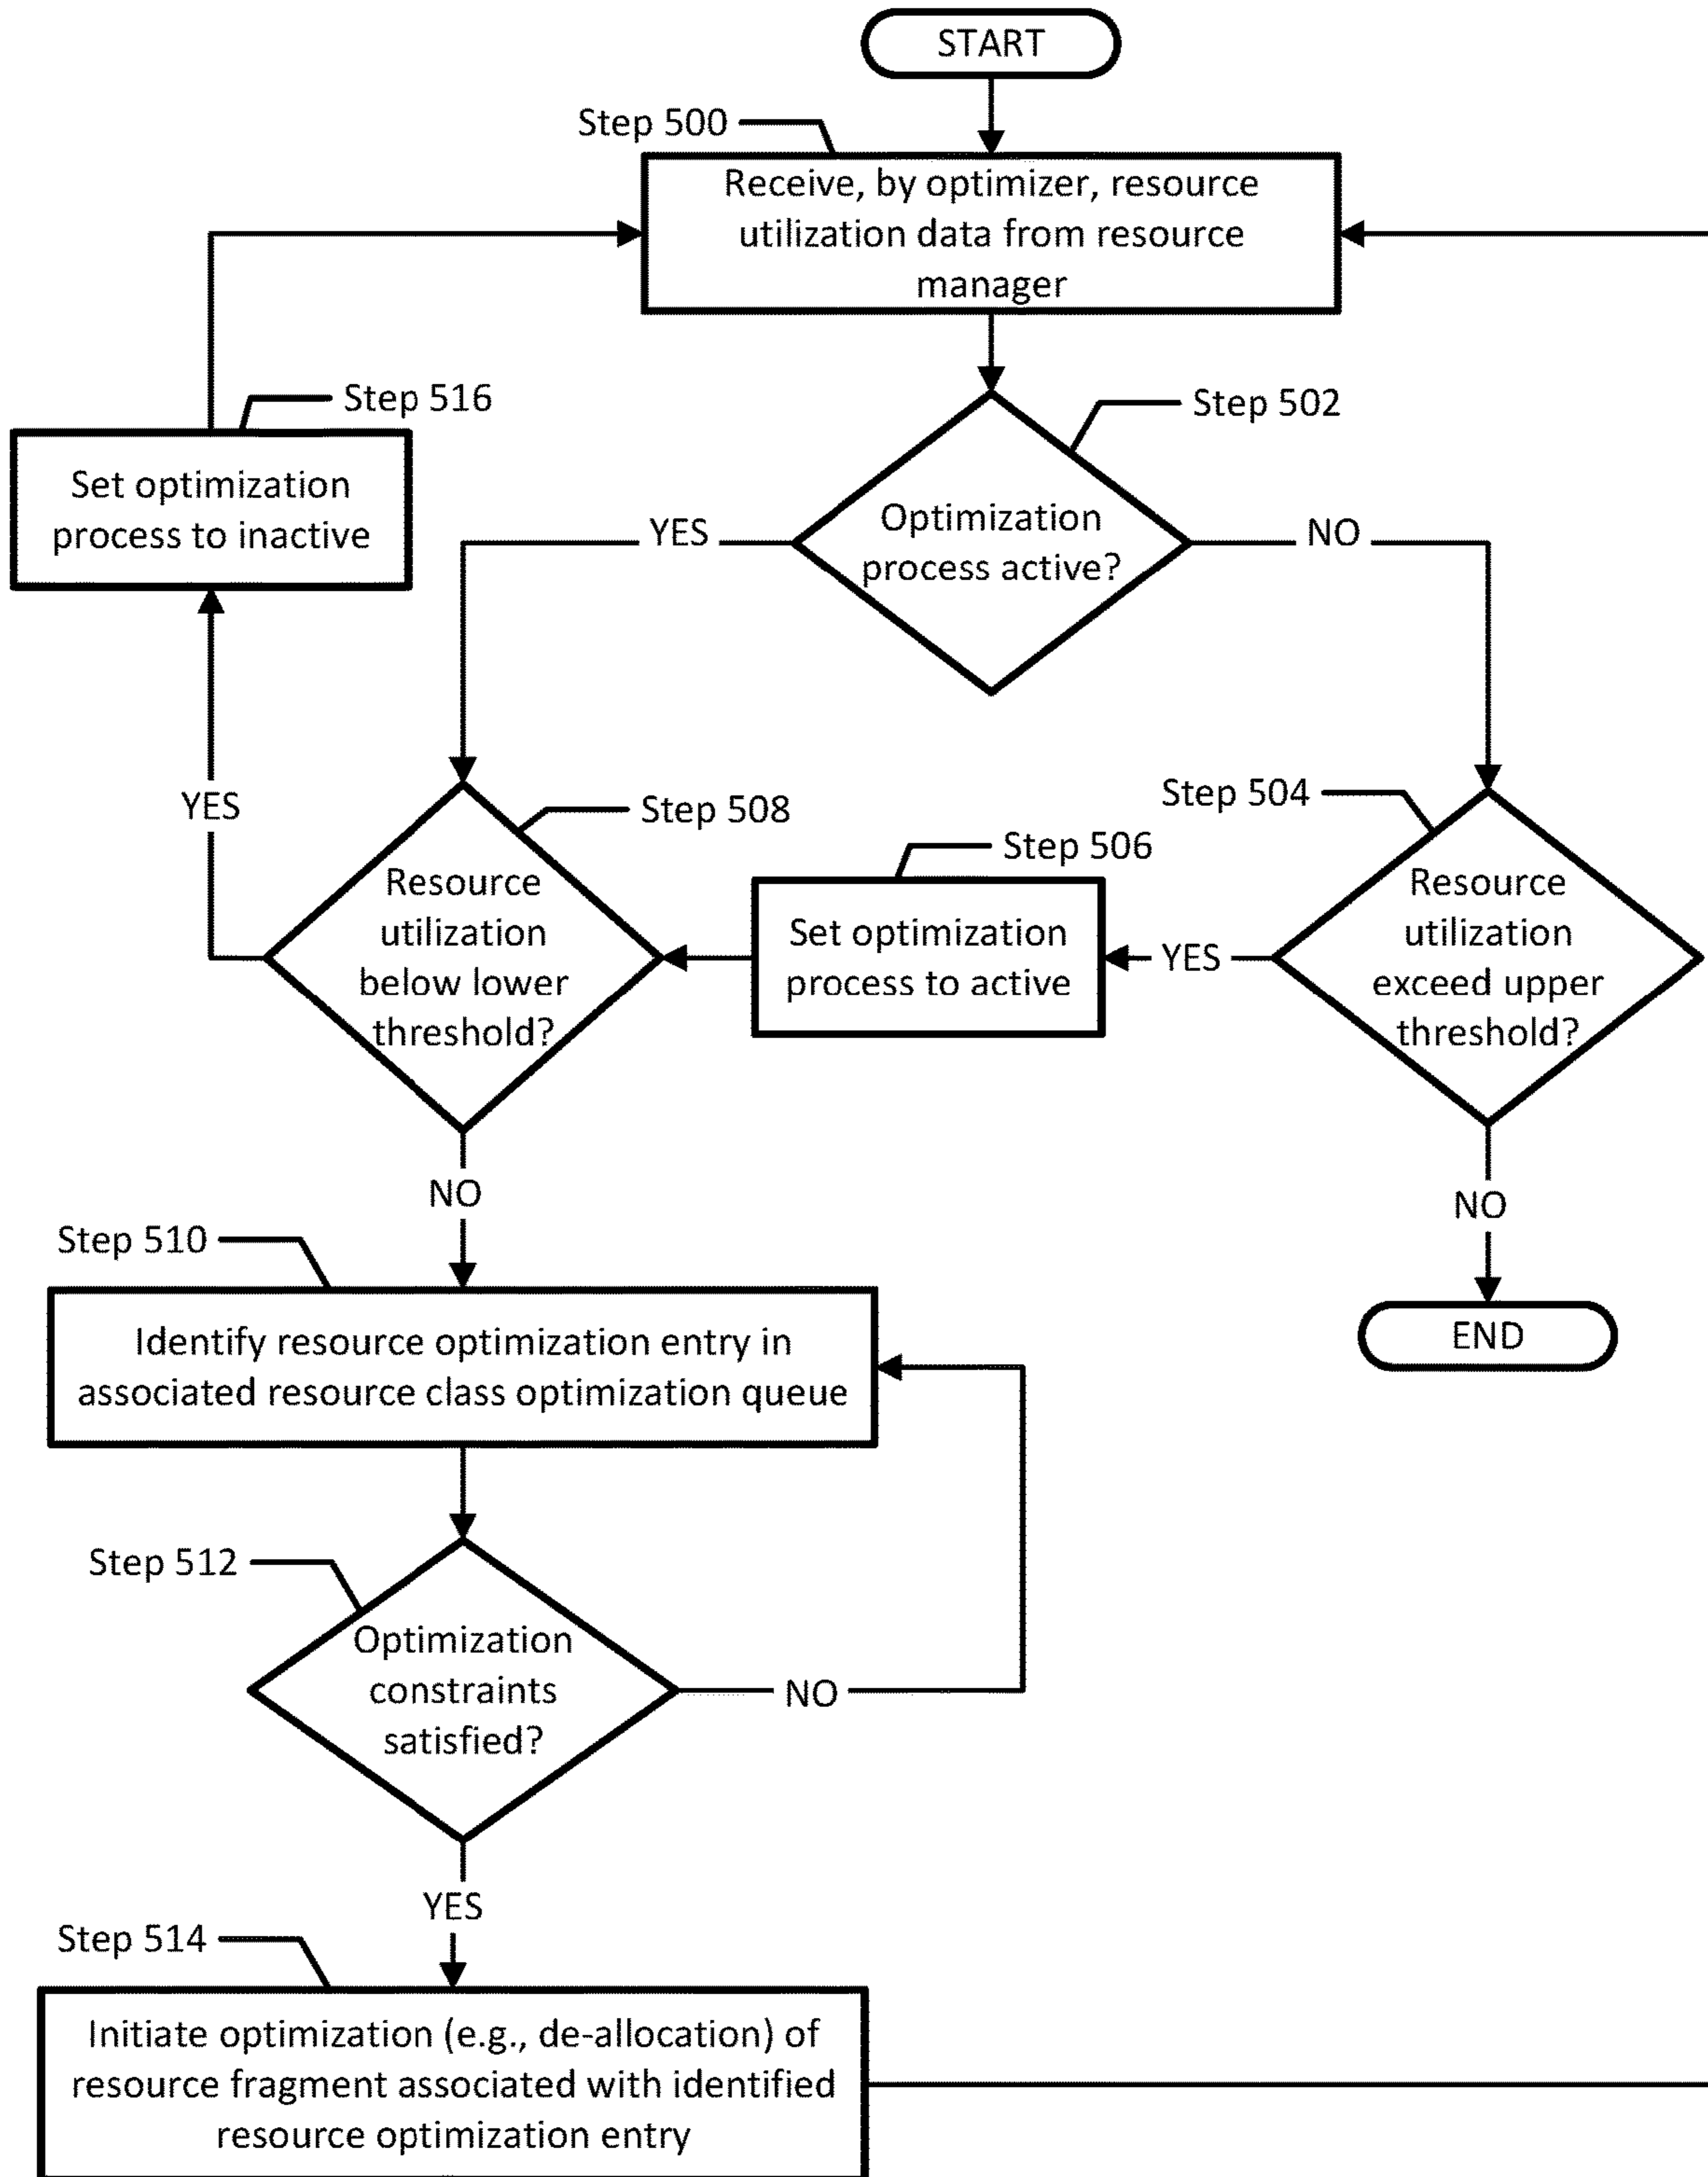 START
Step 500
Receive, by optimizer, resource
utilization data from resource
manager
Step 516
Set optimization
process to inactive
Step 502
Optimization
process active?
YES
NO
YES
Step 508
Resource
utilization
below lower
threshold?
Step 506
Set optimization
process to active
YES
Step 504
Resource
utilization
exceed upper
threshold?
NO
NO
END
Step 510
Identify resource optimization entry in
associated resource class optimization queue
Step 512
Optimization
constraints
satisfied?
NO
YES
Step 514
Initiate optimization (e.g., de-allocation) of
resource fragment associated with identified
resource optimization entry